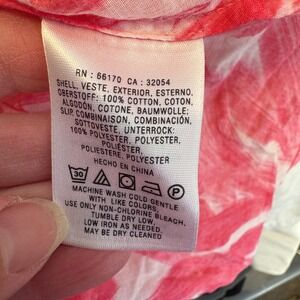 RN : 66170 CA : 32054
SHELL, VESTE, EXTERIOR, ESTERNO,
OBERSTOFF: 100% COTTON, COTON,
ALGODÓN, COTONE, BAUMWOLLE;
SLIP, COMBINAISON, COMBINACIÓN,
SOTTOVESTE, UNTERROCK:
100% POLYESTER, POLYESTER,
POLIÉSTER,
POLIESTERE, POLYESTER
HECHO EN CHINA
30 P
MACHINE WASH COLD GENTLE
WITH LIKE COLORS,
USE ONLY NON-CHLORINE BLEACH.
TUMBLE DRY LOW
LOW IRON AS NEEDED.
MAY BE DRY CLEANED